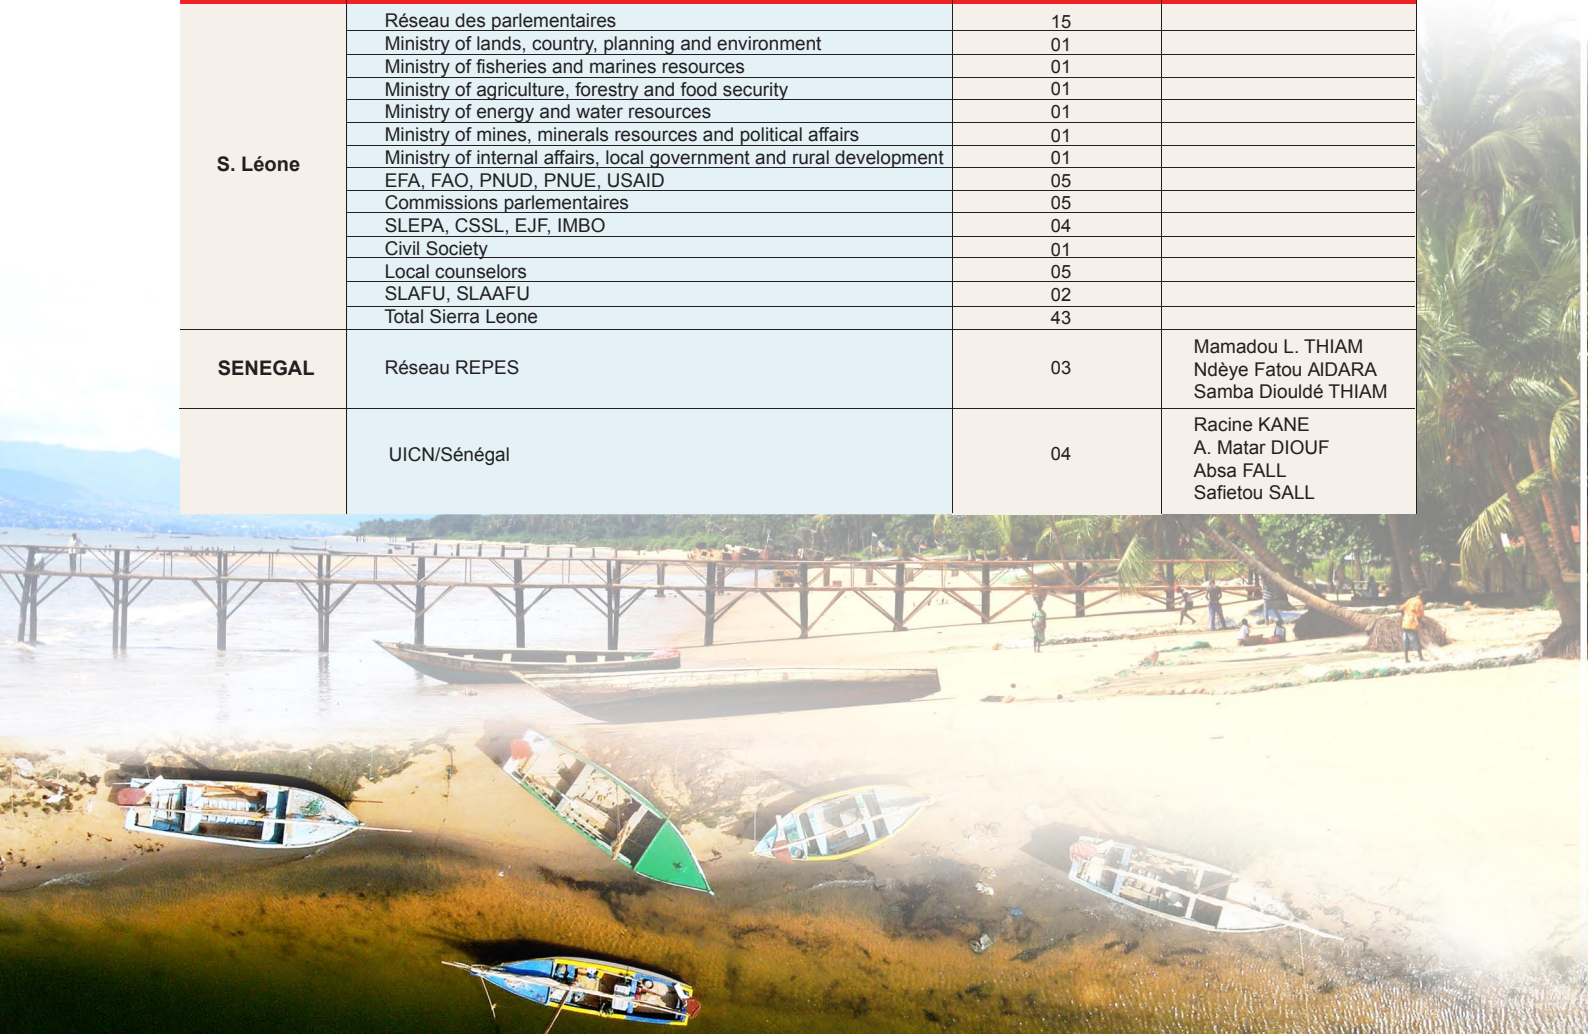 Réseau des parlementaires 15
Ministry of lands, country, planning and environment 01
Ministry of fisheries and marines resources 01
Ministry of agriculture, forestry and food security 01
Ministry of energy and water resources 01
Ministry of mines, minerals resources and political affairs 01
S. Léone
Ministry of internal affairs, local government and rural development 01
EFA, FAO, PNUD, PNUE, USAID 05
Commissions parlementaires 05
SLEPA, CSSL, EJF, IMBO 04
Civil Society 01
Local counselors 05
SLAFU, SLAAFU 02
Total Sierra Leone 43
SENEGAL Réseau REPES 03
Mamadou L. THIAM
Ndèye Fatou AIDARA
Samba Diouldé THIAM
UICN/Sénégal 04
Racine KANE
A. Matar DIOUF
Absa FALL
Safietou SALL